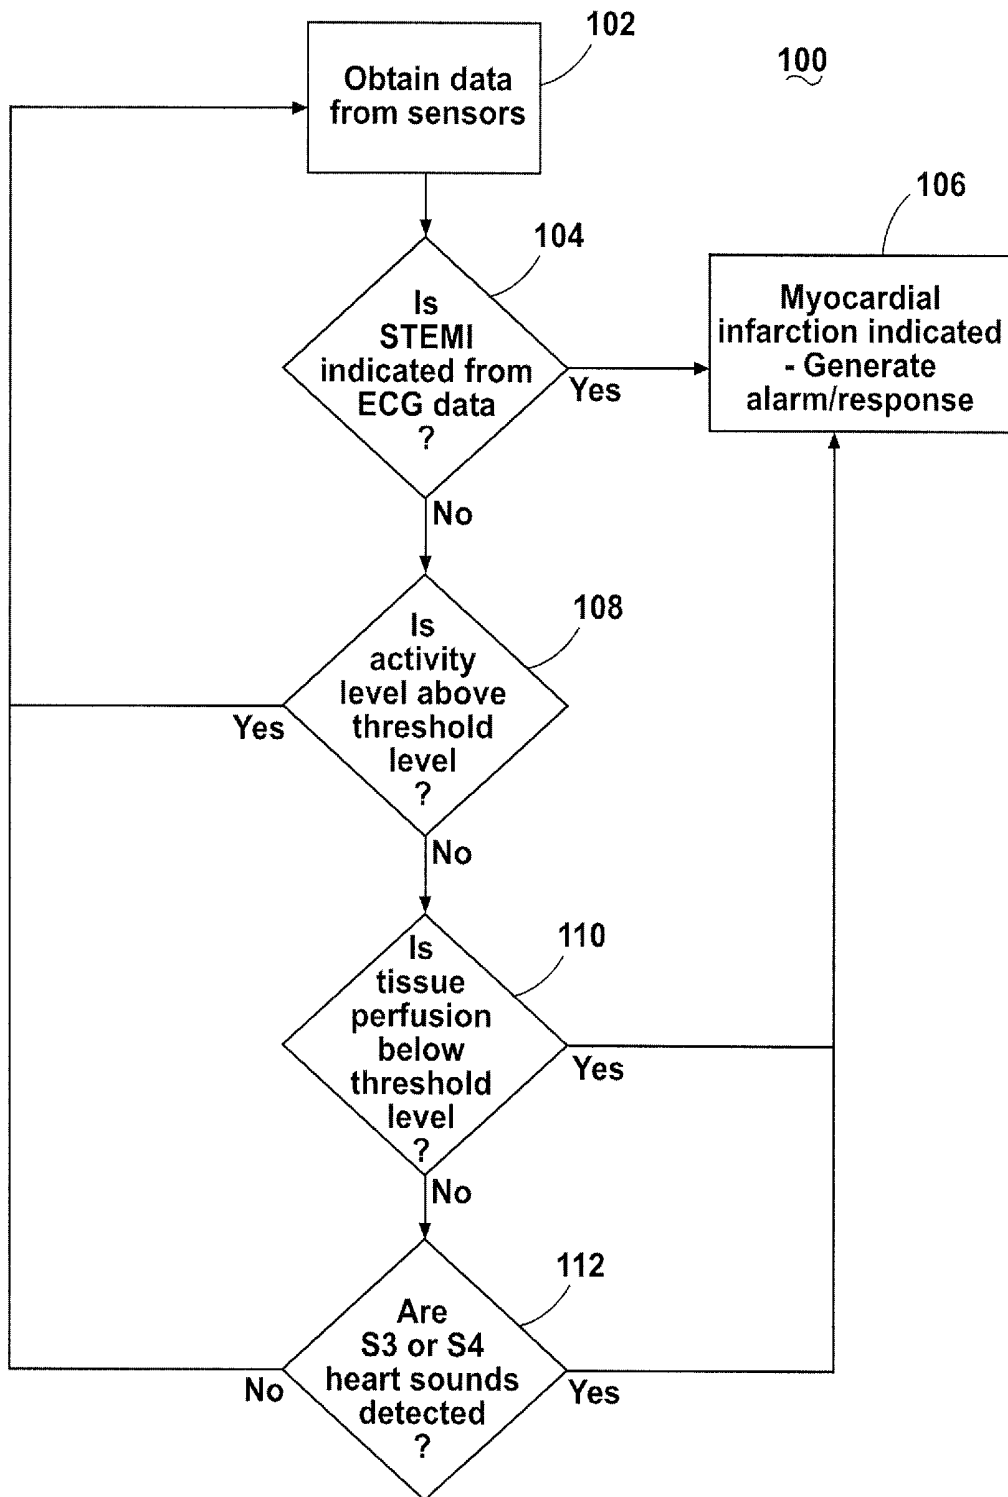 102
Obtain data
from sensors
100
106
Myocardial
infarction indicated
- Generate
alarm/response
104
Is
STEMI
indicated from
ECG data
?
Yes
No
108
Is
activity
level above
threshold
level
?
Yes
No
110
Is
tissue
perfusion
below
threshold
level
?
Yes
No
112
Are
S3 or S4
heart sounds
detected
?
No
Yes